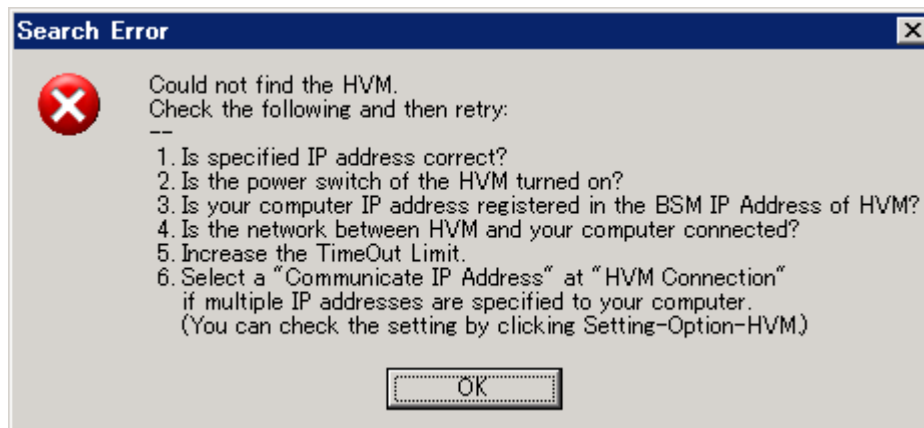 Search Error
Could not find the HVM.
Check the following and then retry:
--
1. Is specified IP address correct?
2. Is the power switch of the HVM turned on?
3. Is your computer IP address registered in the BSM IP Address of HVM?
4. Is the network between HVM and your computer connected?
5. Increase the TimeOut Limit.
6. Select a "Communicate IP Address" at "HVM Connection"
if multiple IP addresses are specified to your computer.
(You can check the setting by clicking Setting-Option-HVM.)
OK